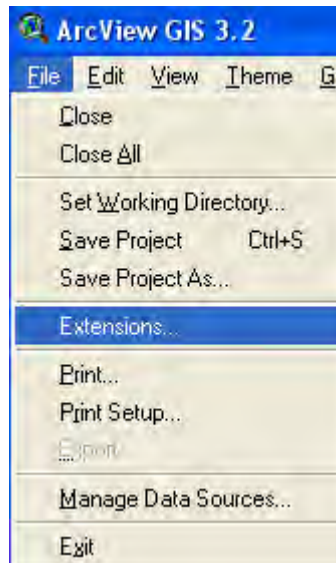 ArcView GIS 3.2
File Edit View Theme G
Close
Close All
Set Working Directory...
Save Project Ctrl+S
Save Project As...
Extensions...
Print...
Print Setup...
Export...
Manage Data Sources...
Exit